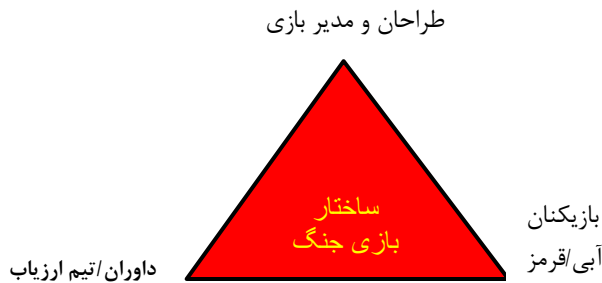 طراحان و مدیر بازی
ساختار
بازی جنگ
بازیکنان
آبی/قرمز
داوران/تیم ارزیاب